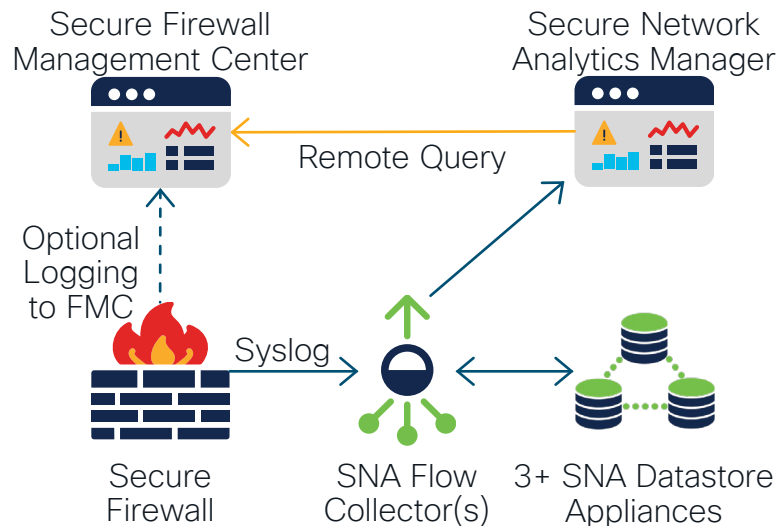 Secure Firewall
Management Center
Secure Network
Analytics Manager
Remote Query
Optional
Logging
to FMC
Syslog
Secure
Firewall
SNA Flow
Collector(s)
3+ SNA Datastore
Appliances